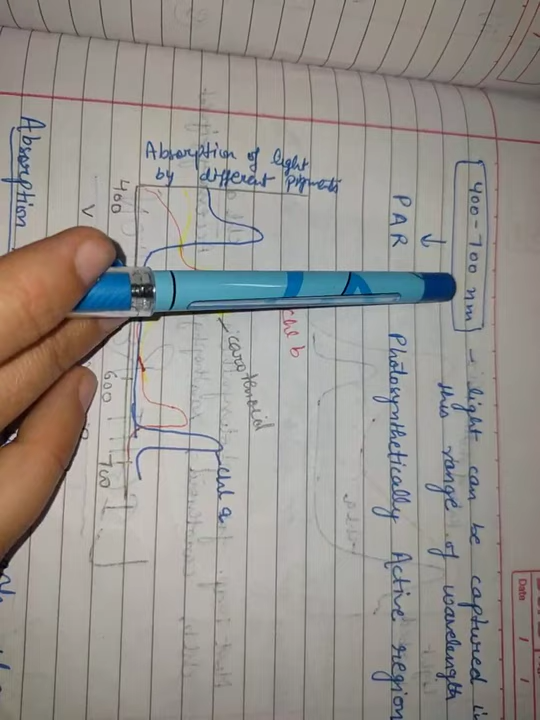 Date
400-700 nm → light can be captured in
this range of wavelength
↓
PAR Photosynthetically Active region
Absorption of light
by different pigments
chl b
carotenoid
chl a
400
600
700
V
Absorption